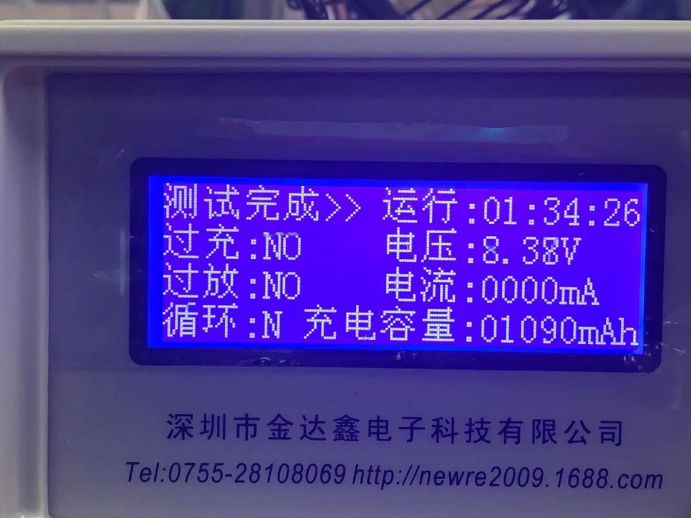 测试完成>> 运行:01:34:26
过充:NO 电压:8.38V
过放:NO 电流:0000mA
循环:N 充电容量:01090mAh
深圳市金达鑫电子科技有限公司
Tel:0755-28108069 http://newre2009.1688.com